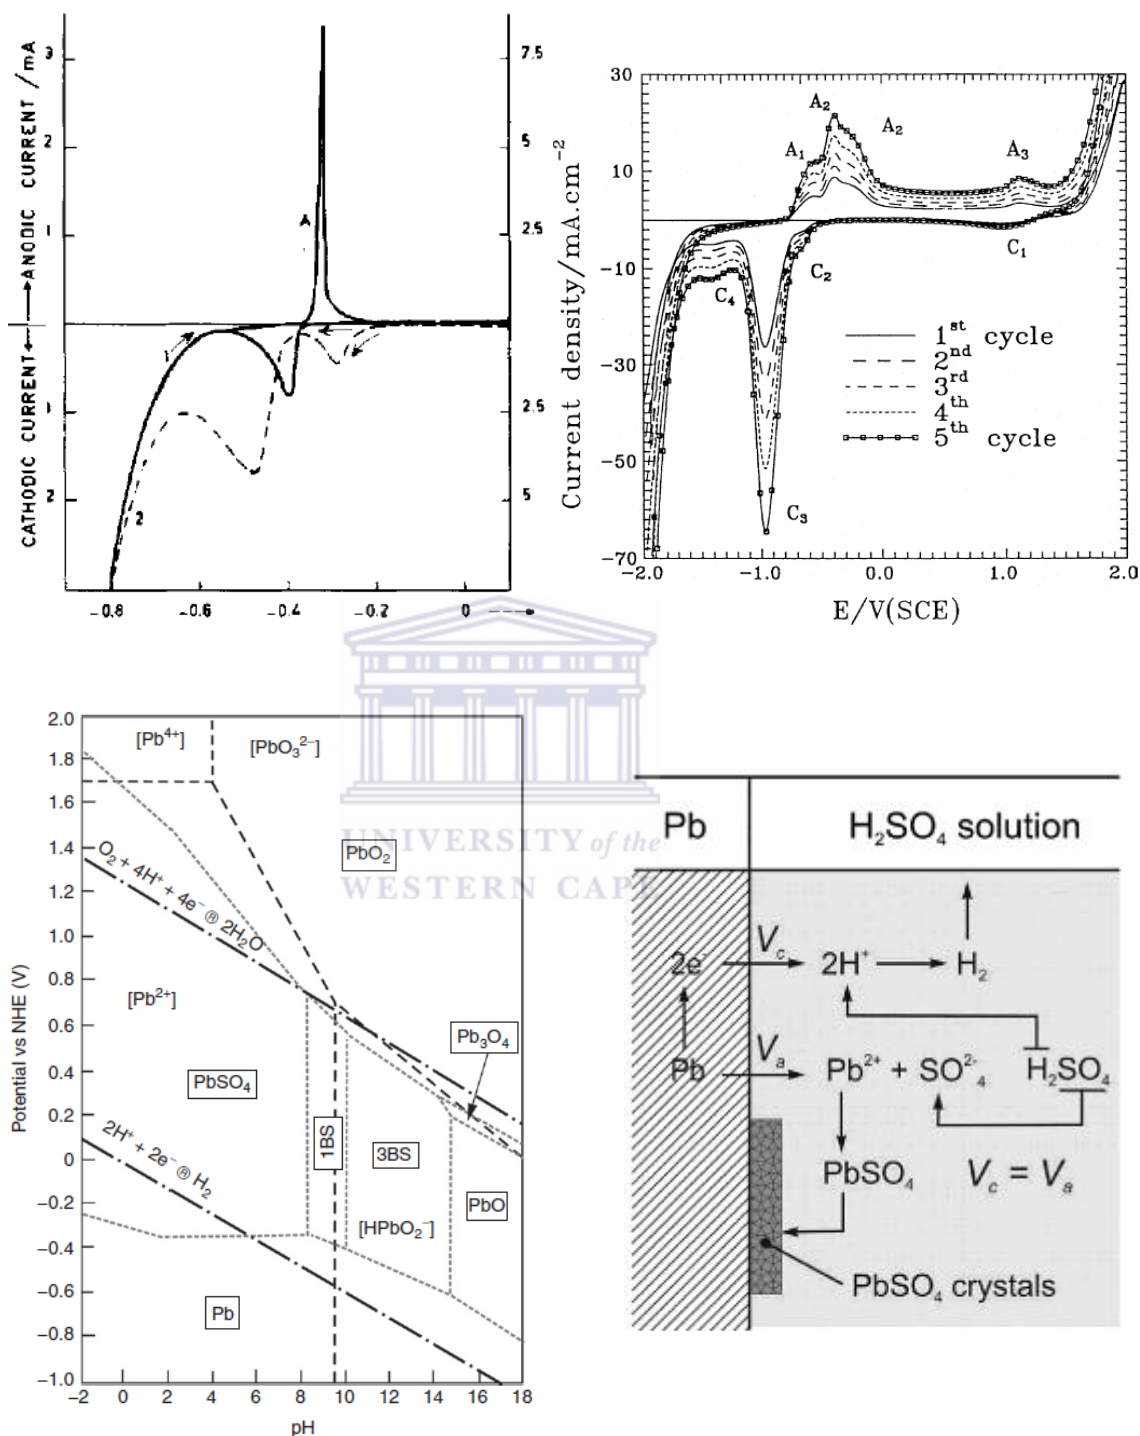 CATHODIC CURRENT ← → ANODIC CURRENT /mA
3
2
1
2
7.5
5
2.5
2.5
5
A
1
2
-0.8
-0.6
-0.4
-0.2
0
Current density/mA.cm⁻²
30
10
-10
-30
-50
-70
A₁
A₂
A₂
A₃
C₁
C₂
C₄
C₃
1ˢᵗ cycle
2ⁿᵈ
3ʳᵈ
4ᵗʰ
5ᵗʰ cycle
-2.0 -1.0 0.0 1.0 2.0
E/V(SCE)
UNIVERSITY of the
WESTERN CAPE
Potential vs NHE (V)
2.0
1.8
1.6
1.4
1.2
1.0
0.8
0.6
0.4
0.2
0
−0.2
−0.4
−0.6
−0.8
−1.0
[Pb⁴⁺]
[PbO₃²⁻]
PbO₂
O₂ + 4H⁺ + 4e⁻ ® 2H₂O
[Pb²⁺]
Pb₃O₄
PbSO₄
1BS
3BS
PbO
2H⁺ + 2e⁻ ® H₂
[HPbO₂⁻]
Pb
−2 0 2 4 6 8 10 12 14 16 18
pH
Pb
H₂SO₄ solution
2e⁻
V_c
2H⁺
H₂
Pb
V_a
Pb²⁺ + SO₄²⁻
H₂SO₄
PbSO₄
V_c = V_a
PbSO₄ crystals